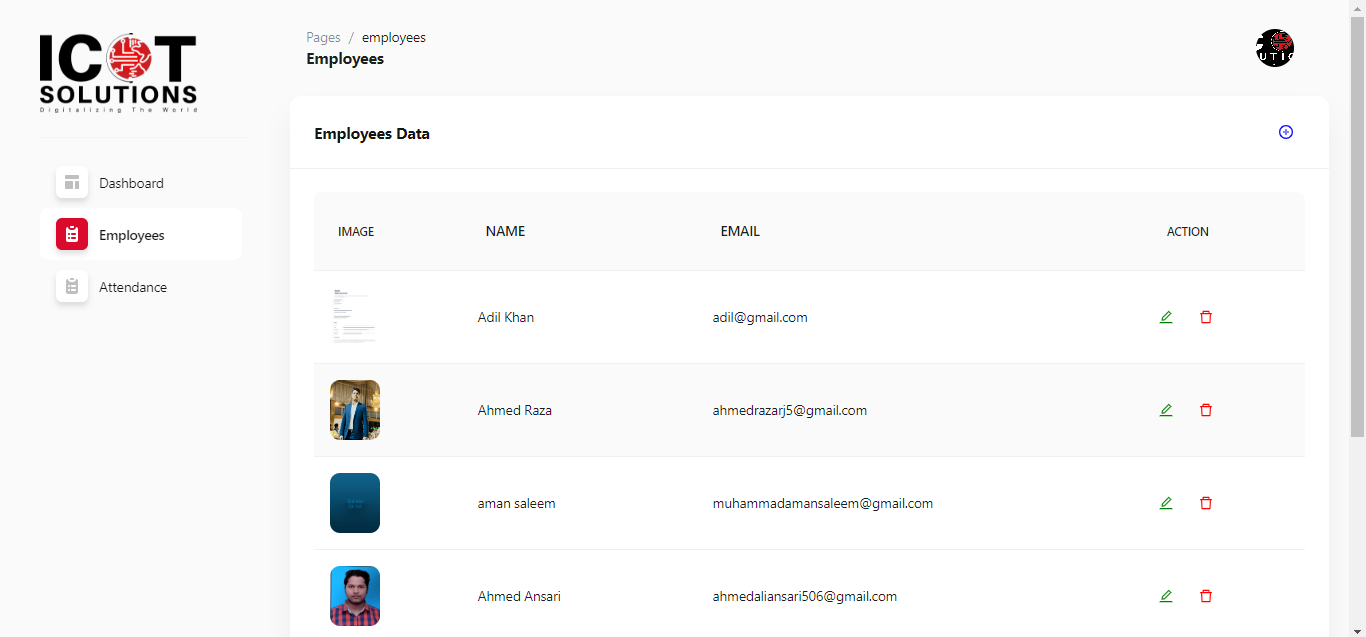 ICOT
SOLUTIONS
Digitalizing The World
Pages / employees
Employees
Dashboard
Employees
Attendance
Employees Data
IMAGE NAME EMAIL ACTION
Adil Khan adil@gmail.com
Ahmed Raza ahmedrazarj5@gmail.com
aman saleem muhammadamansaleem@gmail.com
Ahmed Ansari ahmedaliansari506@gmail.com